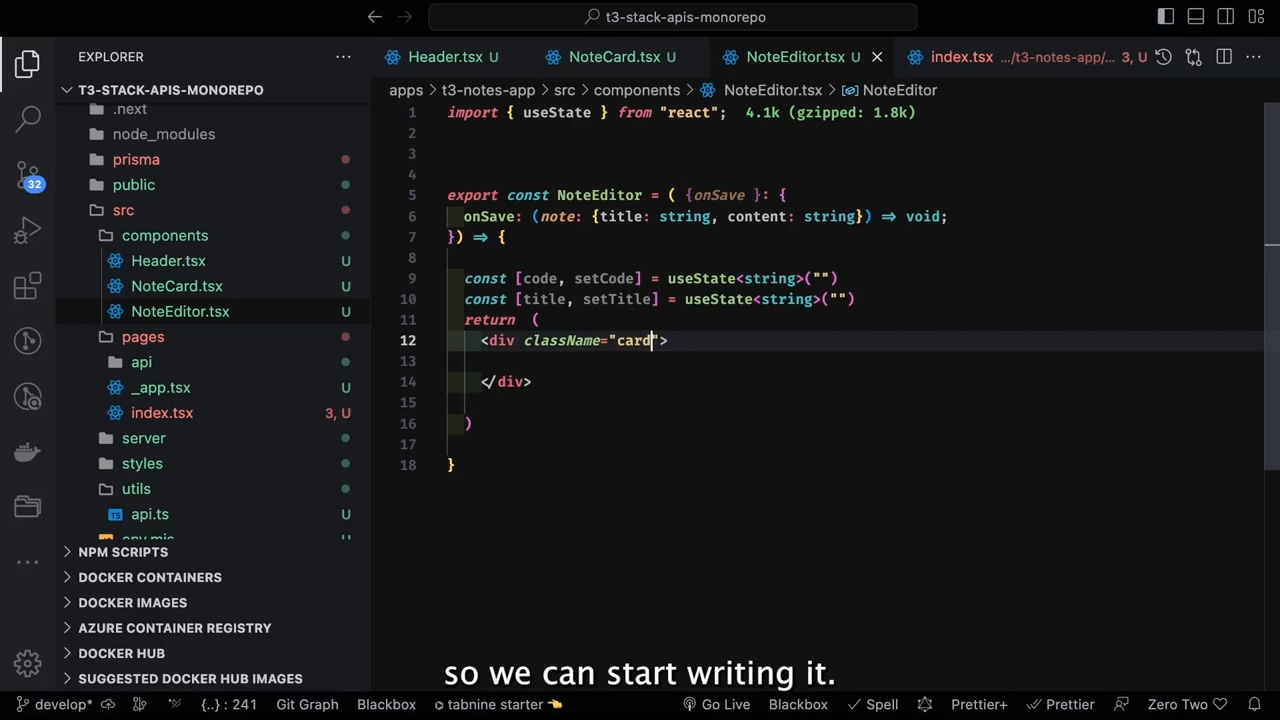 t3-stack-apis-monorepo
EXPLORER
T3-STACK-APIS-MONOREPO
.next
node_modules
prisma
public
src
components
Header.tsx U
NoteCard.tsx U
NoteEditor.tsx U
pages
api
_app.tsx U
index.tsx 3, U
server
styles
utils
api.ts U
NPM SCRIPTS
DOCKER CONTAINERS
DOCKER IMAGES
AZURE CONTAINER REGISTRY
DOCKER HUB
SUGGESTED DOCKER HUB IMAGES
32
Header.tsx U NoteCard.tsx U NoteEditor.tsx U index.tsx .../t3-notes-app/... 3, U
apps > t3-notes-app > src > components > NoteEditor.tsx > NoteEditor
1 import { useState } from "react"; 4.1k (gzipped: 1.8k)
2
3
4
5 export const NoteEditor = ( {onSave }: {
6 onSave: (note: {title: string, content: string}) => void;
7 }) => {
8
9 const [code, setCode] = useState<string>("")
10 const [title, setTitle] = useState<string>("")
11 return (
12 <div className="card">
13
14 </div>
15
16 )
17
18 }
so we can start writing it.
develop* {..} : 241 Git Graph Blackbox tabnine starter 👈 Go Live Blackbox Spell Prettier+ Prettier Zero Two